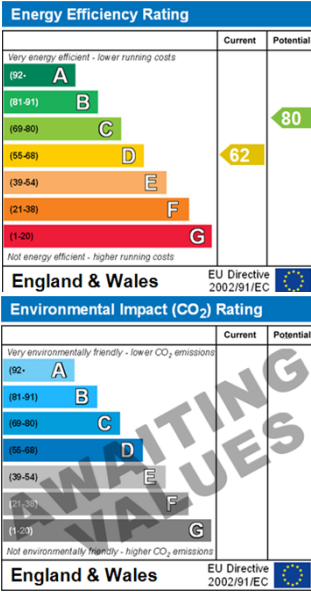 Energy Efficiency Rating
Current Potential
Very energy efficient - lower running costs
(92- A
(81-91) B
(69-80) C
80
(55-68) D
62
(39-54) E
(21-38) F
(1-20) G
Not energy efficient - higher running costs
England & Wales
EU Directive
2002/91/EC
Environmental Impact (CO2) Rating
Current Potential
Very environmentally friendly - lower CO2 emissions
(92- A
(81-91) B
(69-80) C
(55-68) D
(39-54) E
(21-38) F
(1-20) G
AWAITING
VALUES
Not environmentally friendly - higher CO2 emissions
England & Wales
EU Directive
2002/91/EC